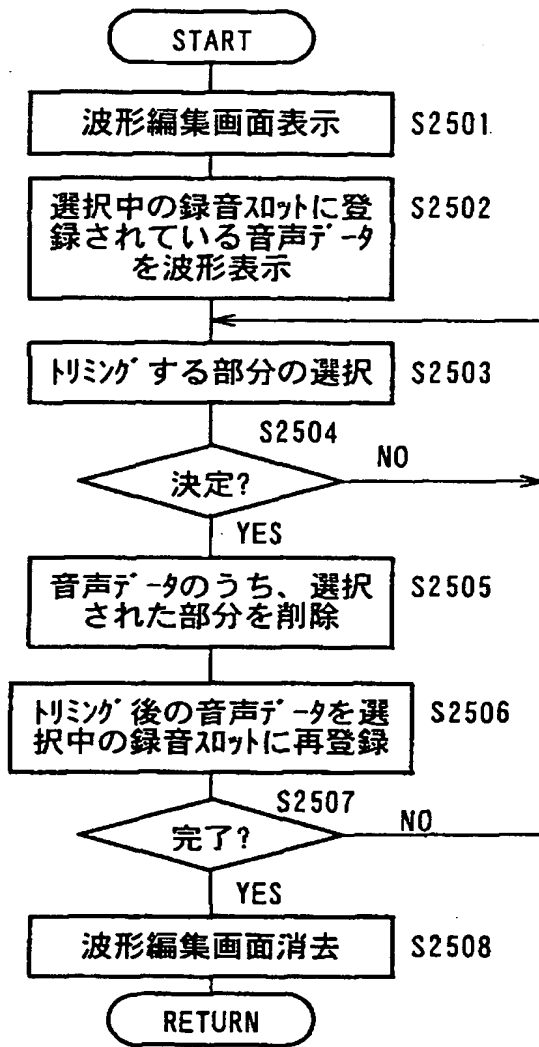 START
波形編集画面表示 S2501
選択中の録音ｽﾛｯﾄに登 S2502
録されている音声ﾃﾞｰﾀ
を波形表示
ﾄﾘﾐﾝｸﾞする部分の選択 S2503
S2504
決定? NO
YES
音声ﾃﾞｰﾀのうち、選択 S2505
された部分を削除
ﾄﾘﾐﾝｸﾞ後の音声ﾃﾞｰﾀを選 S2506
択中の録音ｽﾛｯﾄに再登録
S2507
完了? NO
YES
波形編集画面消去 S2508
RETURN